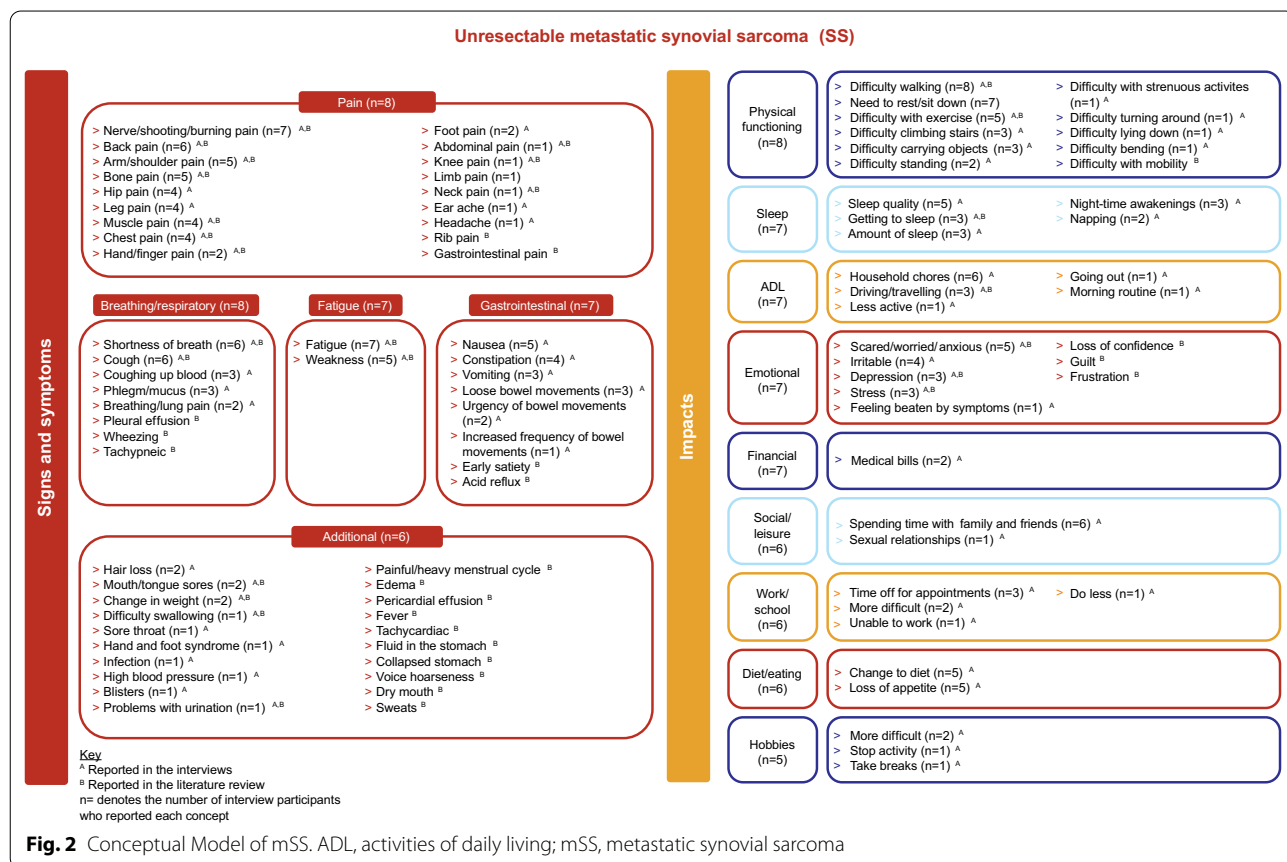 Unresectable metastatic synovial sarcoma (SS)
Signs and symptoms
Pain (n=8)
> Nerve/shooting/burning pain (n=7) A,B
> Back pain (n=6) A,B
> Arm/shoulder pain (n=5) A,B
> Bone pain (n=5) A,B
> Hip pain (n=4) A
> Leg pain (n=4) A
> Muscle pain (n=4) A,B
> Chest pain (n=4) A,B
> Hand/finger pain (n=2) A,B
> Foot pain (n=2) A
> Abdominal pain (n=1) A,B
> Knee pain (n=1) A,B
> Limb pain (n=1)
> Neck pain (n=1) A,B
> Ear ache (n=1) A
> Headache (n=1) A
> Rib pain B
> Gastrointestinal pain B
Breathing/respiratory (n=8)
> Shortness of breath (n=6) A,B
> Cough (n=6) A,B
> Coughing up blood (n=3) A
> Phlegm/mucus (n=3) A
> Breathing/lung pain (n=2) A
> Pleural effusion B
> Wheezing B
> Tachypneic B
Fatigue (n=7)
> Fatigue (n=7) A,B
> Weakness (n=5) A,B
Gastrointestinal (n=7)
> Nausea (n=5) A
> Constipation (n=4) A
> Vomiting (n=3) A
> Loose bowel movements (n=3) A
> Urgency of bowel movements
(n=2) A
> Increased frequency of bowel
movements (n=1) A
> Early satiety B
> Acid reflux B
Additional (n=6)
> Hair loss (n=2) A
> Mouth/tongue sores (n=2) A,B
> Change in weight (n=2) A,B
> Difficulty swallowing (n=1) A,B
> Sore throat (n=1) A
> Hand and foot syndrome (n=1) A
> Infection (n=1) A
> High blood pressure (n=1) A
> Blisters (n=1) A
> Problems with urination (n=1) A,B
> Painful/heavy menstrual cycle B
> Edema B
> Pericardial effusion B
> Fever B
> Tachycardiac B
> Fluid in the stomach B
> Collapsed stomach B
> Voice hoarseness B
> Dry mouth B
> Sweats B
Key
A Reported in the interviews
B Reported in the literature review
n= denotes the number of interview participants
who reported each concept
Impacts
Physical
functioning
(n=8)
> Difficulty walking (n=8) A,B
> Need to rest/sit down (n=7)
> Difficulty with exercise (n=5) A,B
> Difficulty climbing stairs (n=3) A
> Difficulty carrying objects (n=3) A
> Difficulty standing (n=2) A
> Difficulty with strenuous activites
(n=1) A
> Difficulty turning around (n=1) A
> Difficulty lying down (n=1) A
> Difficulty bending (n=1) A
> Difficulty with mobility B
Sleep
(n=7)
> Sleep quality (n=5) A
> Getting to sleep (n=3) A,B
> Amount of sleep (n=3) A
> Night-time awakenings (n=3) A
> Napping (n=2) A
ADL
(n=7)
> Household chores (n=6) A
> Driving/travelling (n=3) A,B
> Less active (n=1) A
> Going out (n=1) A
> Morning routine (n=1) A
Emotional
(n=7)
> Scared/worried/ anxious (n=5) A,B
> Irritable (n=4) A
> Depression (n=3) A,B
> Stress (n=3) A,B
> Feeling beaten by symptoms (n=1) A
> Loss of confidence B
> Guilt B
> Frustration B
Financial
(n=7)
> Medical bills (n=2) A
Social/
leisure
(n=6)
> Spending time with family and friends (n=6) A
> Sexual relationships (n=1) A
Work/
school
(n=6)
> Time off for appointments (n=3) A
> More difficult (n=2) A
> Unable to work (n=1) A
> Do less (n=1) A
Diet/eating
(n=6)
> Change to diet (n=5) A
> Loss of appetite (n=5) A
Hobbies
(n=5)
> More difficult (n=2) A
> Stop activity (n=1) A
> Take breaks (n=1) A
Fig. 2 Conceptual Model of mSS. ADL, activities of daily living; mSS, metastatic synovial sarcoma